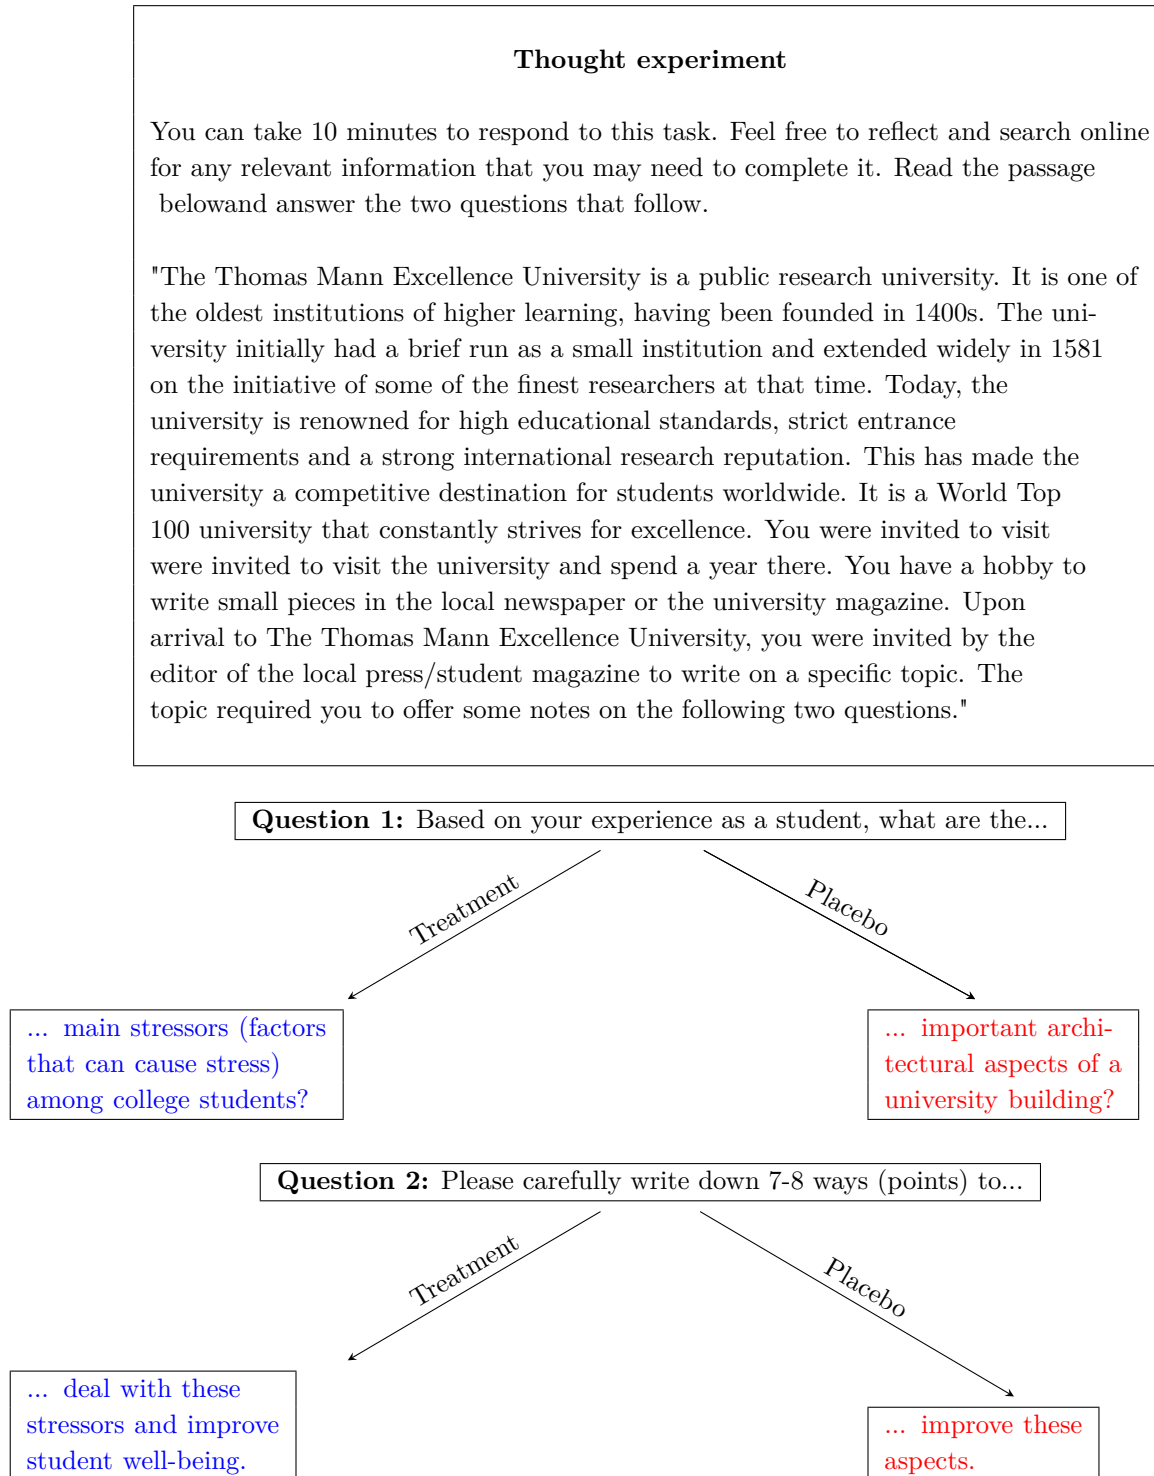 Thought experiment
You can take 10 minutes to respond to this task. Feel free to reflect and search online
for any relevant information that you may need to complete it. Read the passage
belowand answer the two questions that follow.
"The Thomas Mann Excellence University is a public research university. It is one of
the oldest institutions of higher learning, having been founded in 1400s. The uni-
versity initially had a brief run as a small institution and extended widely in 1581
on the initiative of some of the finest researchers at that time. Today, the
university is renowned for high educational standards, strict entrance
requirements and a strong international research reputation. This has made the
university a competitive destination for students worldwide. It is a World Top
100 university that constantly strives for excellence. You were invited to visit
were invited to visit the university and spend a year there. You have a hobby to
write small pieces in the local newspaper or the university magazine. Upon
arrival to The Thomas Mann Excellence University, you were invited by the
editor of the local press/student magazine to write on a specific topic. The
topic required you to offer some notes on the following two questions."
Question 1: Based on your experience as a student, what are the...
Treatment
Placebo
... main stressors (factors
that can cause stress)
among college students?
... important archi-
tectural aspects of a
university building?
Question 2: Please carefully write down 7-8 ways (points) to...
Treatment
Placebo
... deal with these
stressors and improve
student well-being.
... improve these
aspects.